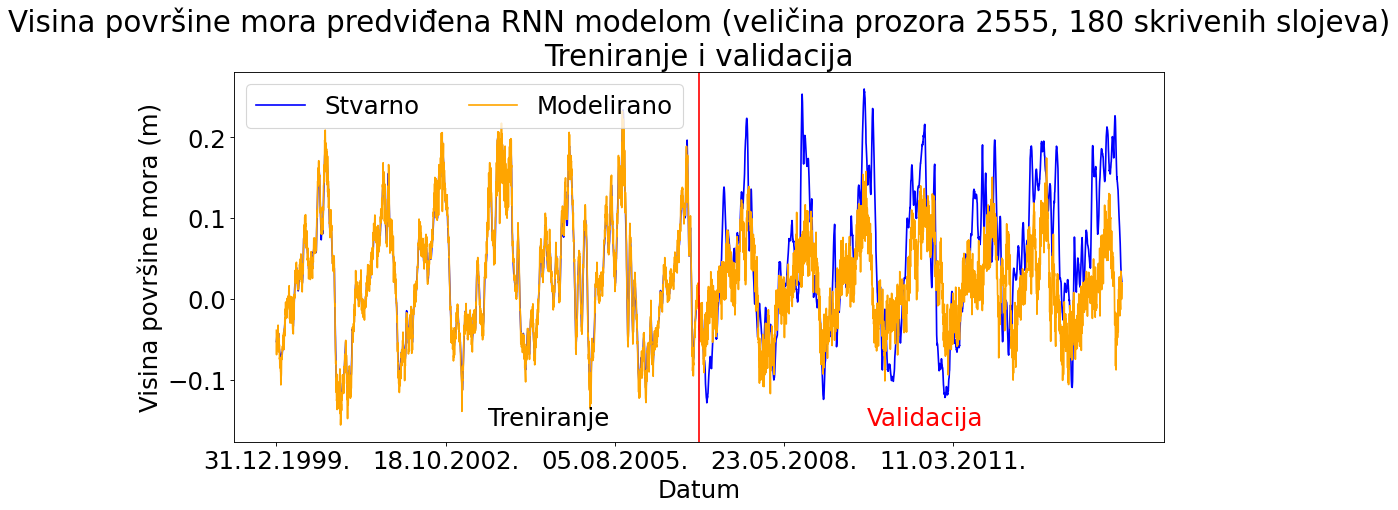 Visina površine mora predviđena RNN modelom (veličina prozora 2555, 180 skrivenih slojeva)
Treniranje i validacija
Stvarno Modelirano
Visina površine mora (m)
0.2
0.1
0.0
−0.1
Treniranje Validacija
31.12.1999. 18.10.2002. 05.08.2005. 23.05.2008. 11.03.2011.
Datum